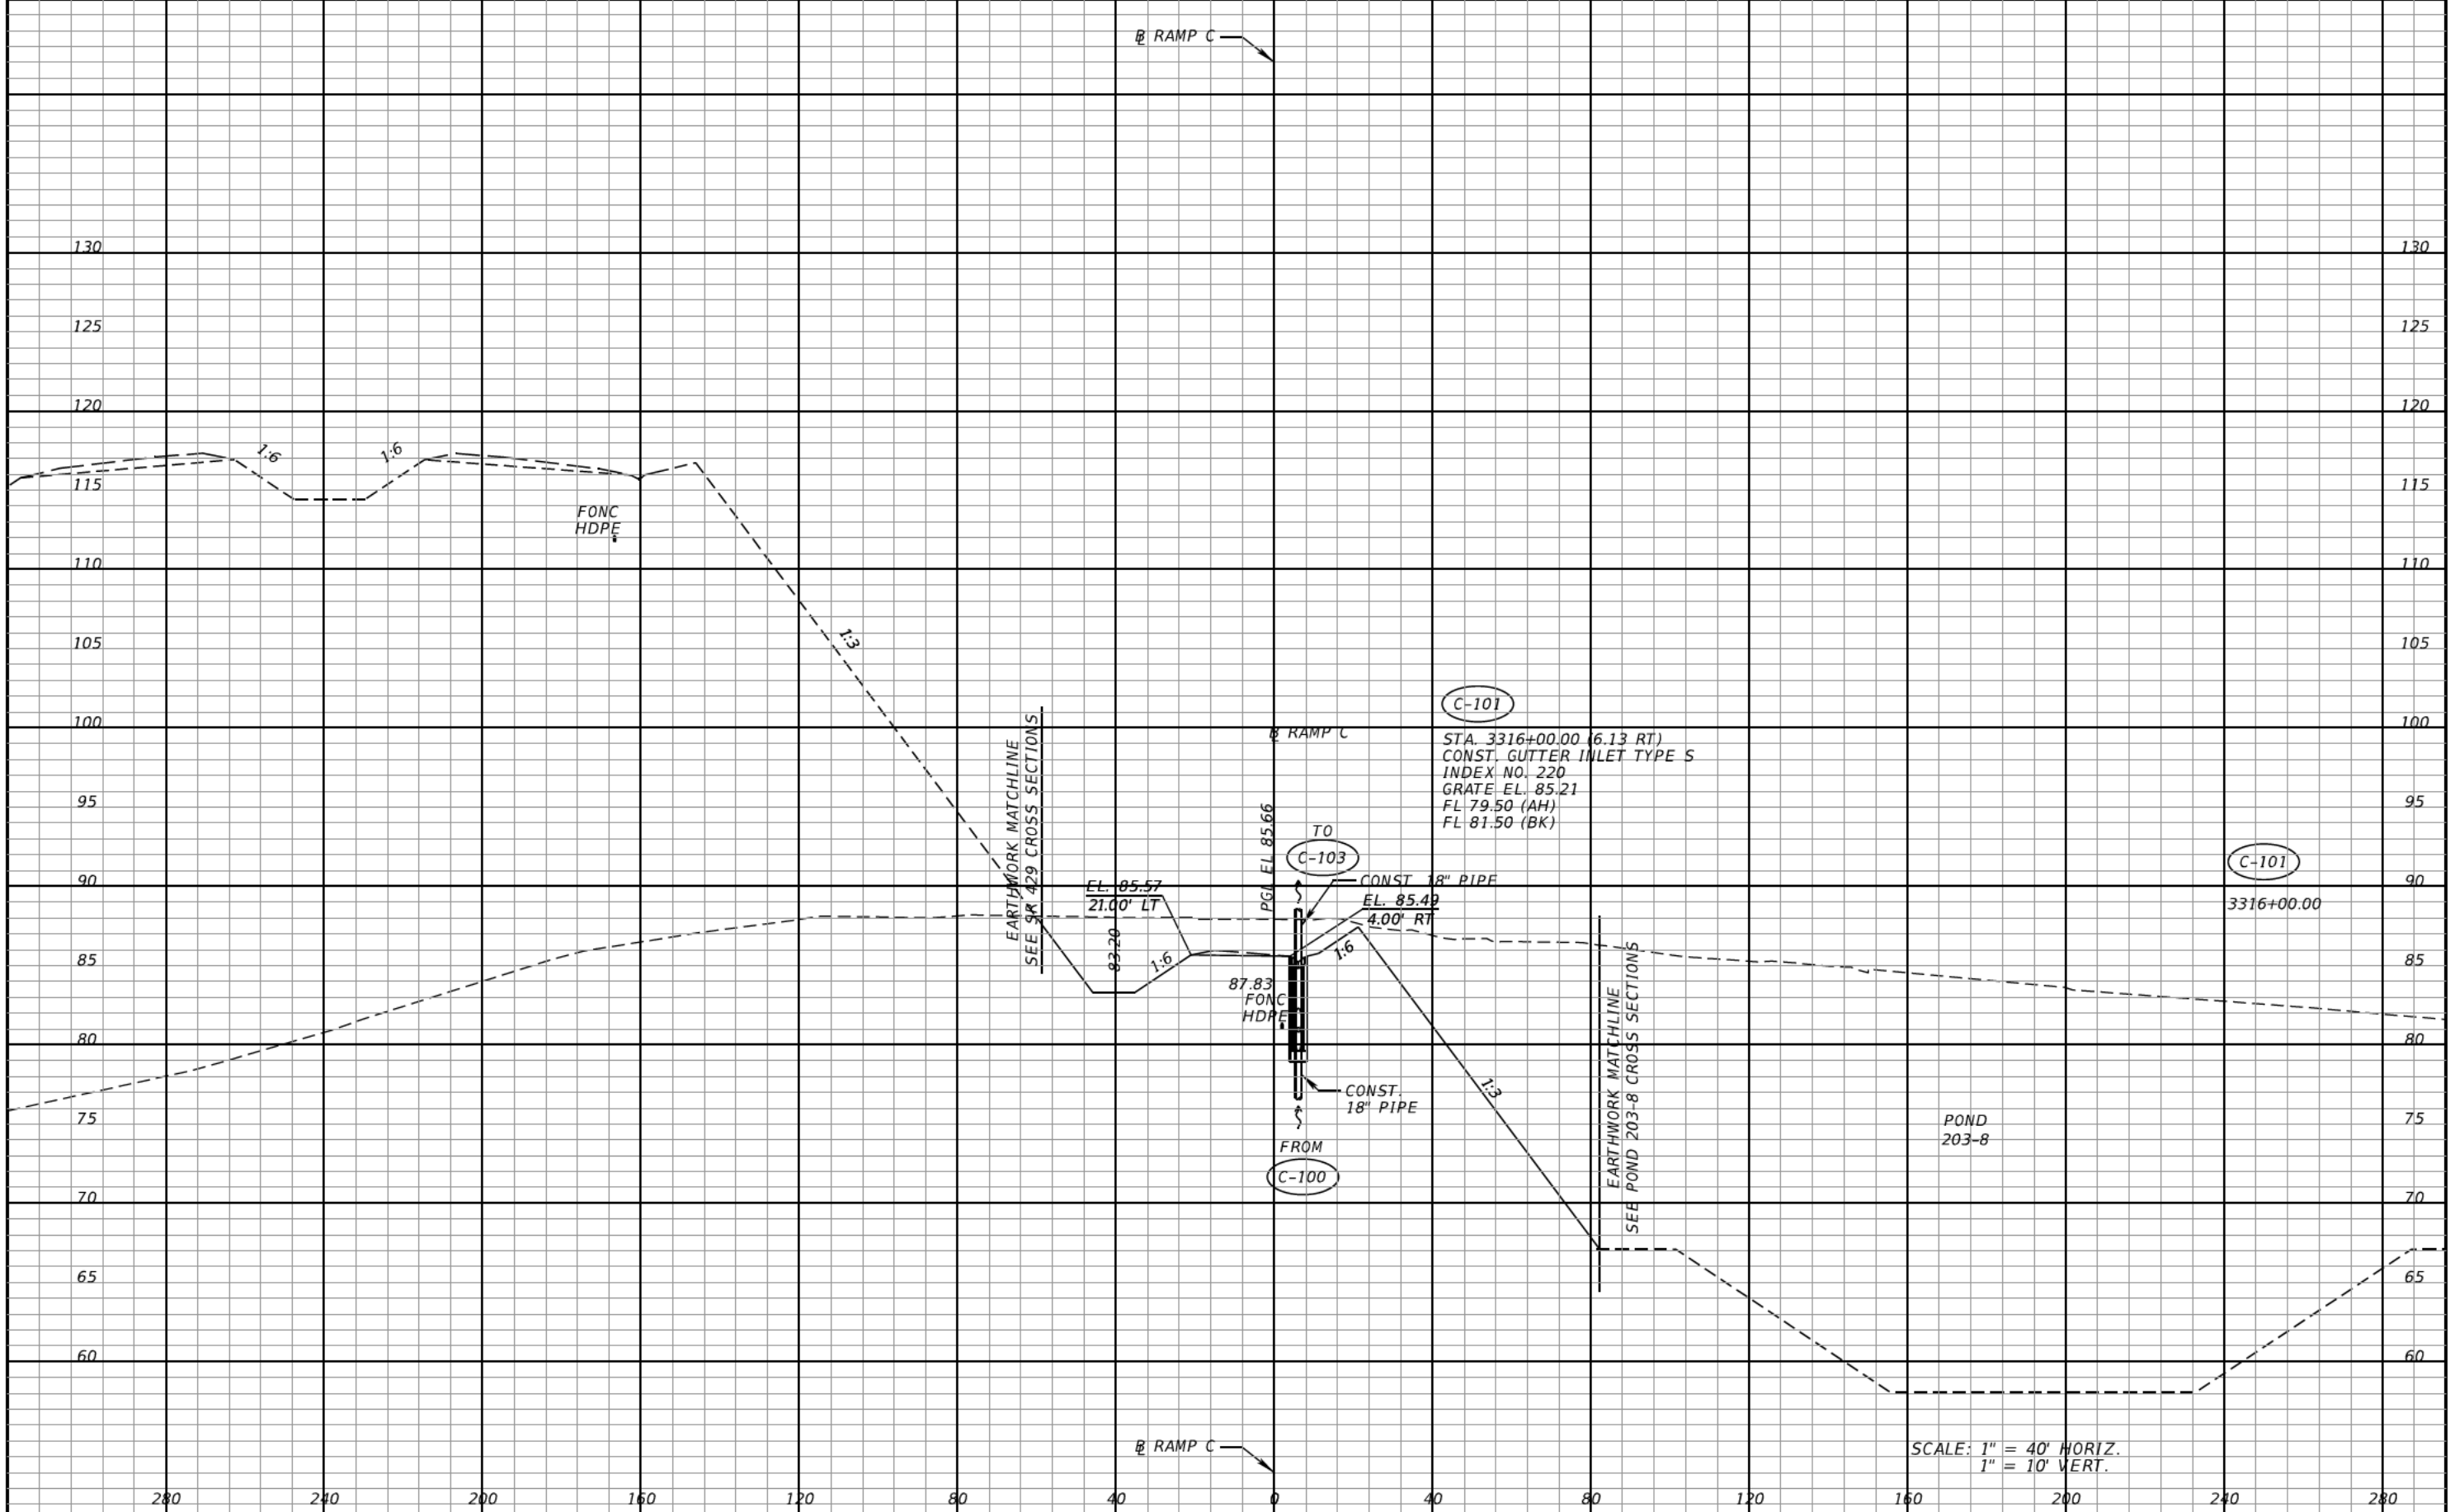 ℄ RAMP C
130
130
125
125
120
120
1:6
1:6
115
115
FONC
HDPE
110
110
1:3
105
105
C-101
100
100
℄ RAMP C
STA. 3316+00.00 (6.13 RT)
CONST. GUTTER INLET TYPE S
INDEX NO. 220
GRATE EL. 85.21
FL 79.50 (AH)
FL 81.50 (BK)
EARTHWORK MATCHLINE
SEE SR 429 CROSS SECTIONS
95
95
PGL EL 85.66
TO
C-103
C-101
90
90
EL. 85.57
21.00' LT
CONST. 18" PIPE
EL. 85.49
4.00' RT
3316+00.00
83.20
1:6
1:6
85
85
87.83
FONC
HDPE
80
80
CONST.
18" PIPE
1:3
EARTHWORK MATCHLINE
SEE POND 203-8 CROSS SECTIONS
75
75
POND
203-8
FROM
C-100
70
70
65
65
60
60
℄ RAMP C
SCALE: 1" = 40' HORIZ.
1" = 10' VERT.
280 240 200 160 120 80 40 0 40 80 120 160 200 240 280